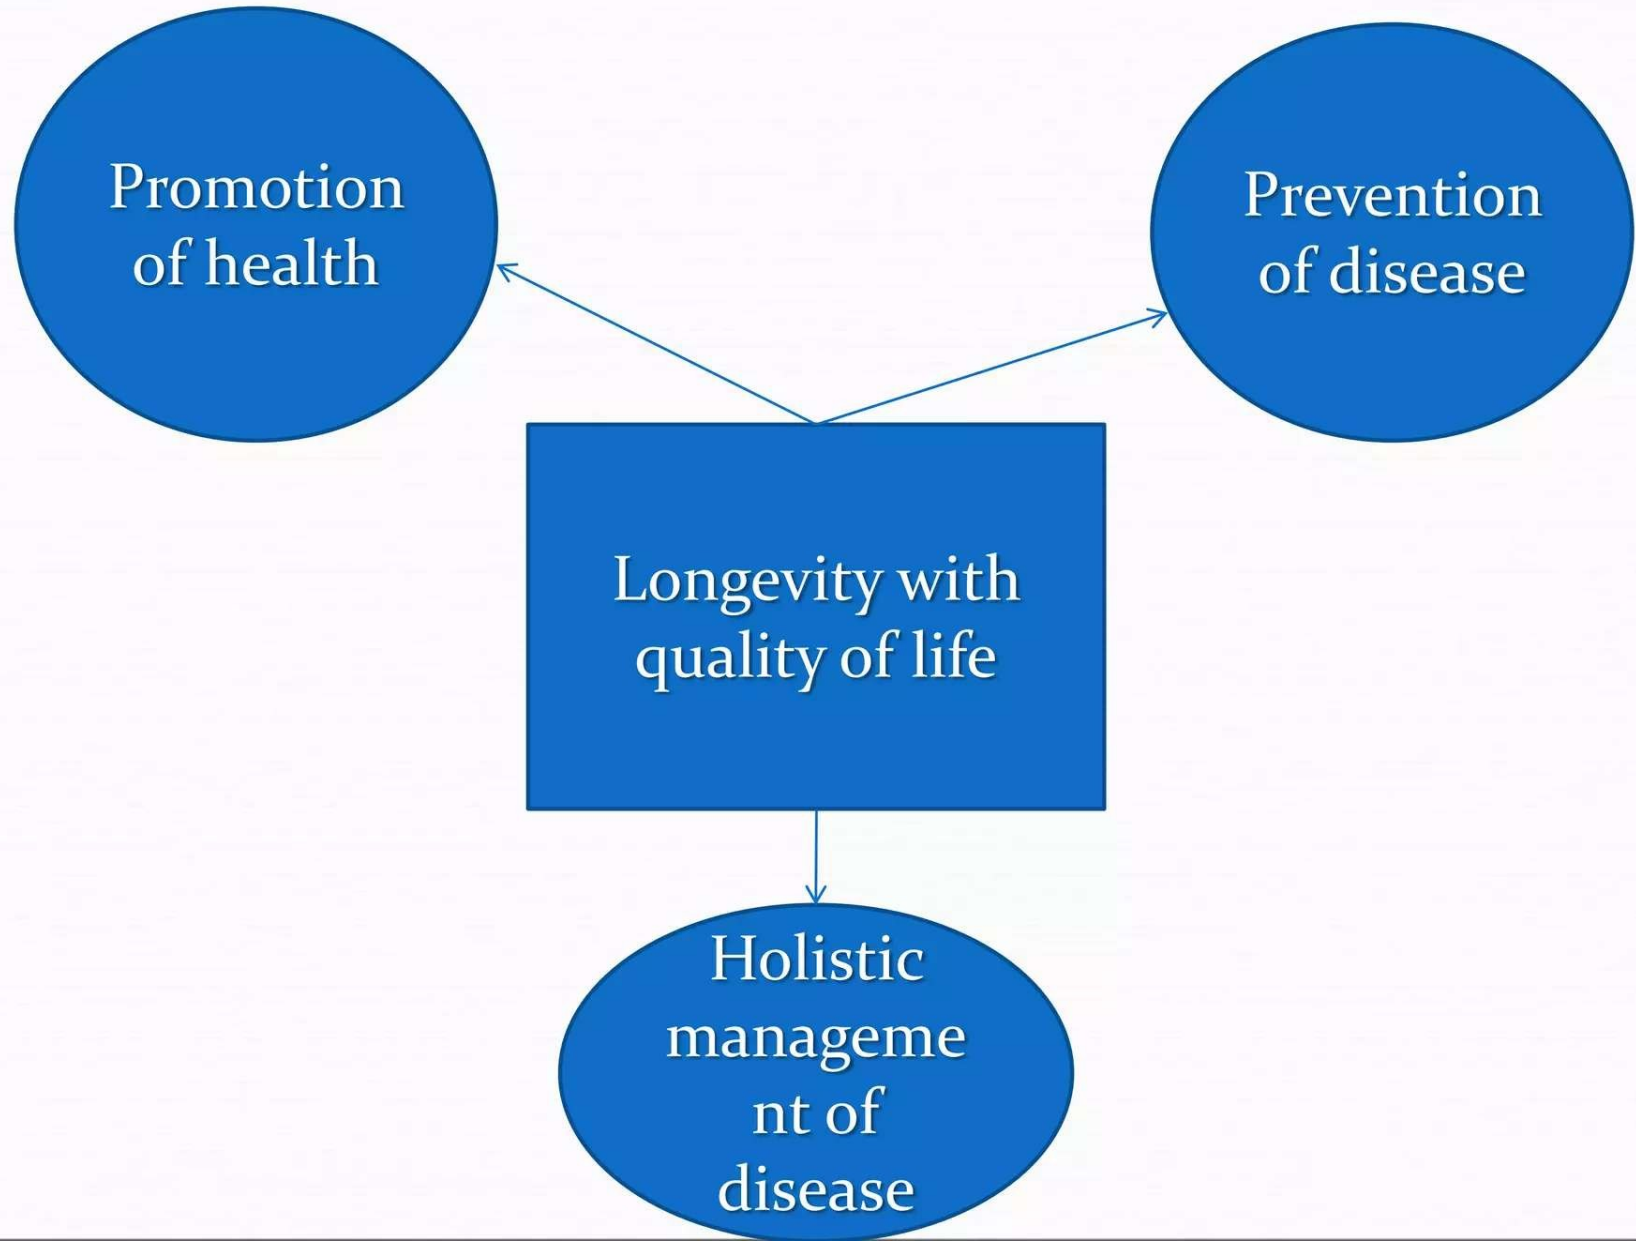 Promotion
of health
Prevention
of disease
Longevity with
quality of life
Holistic
manageme
nt of
disease